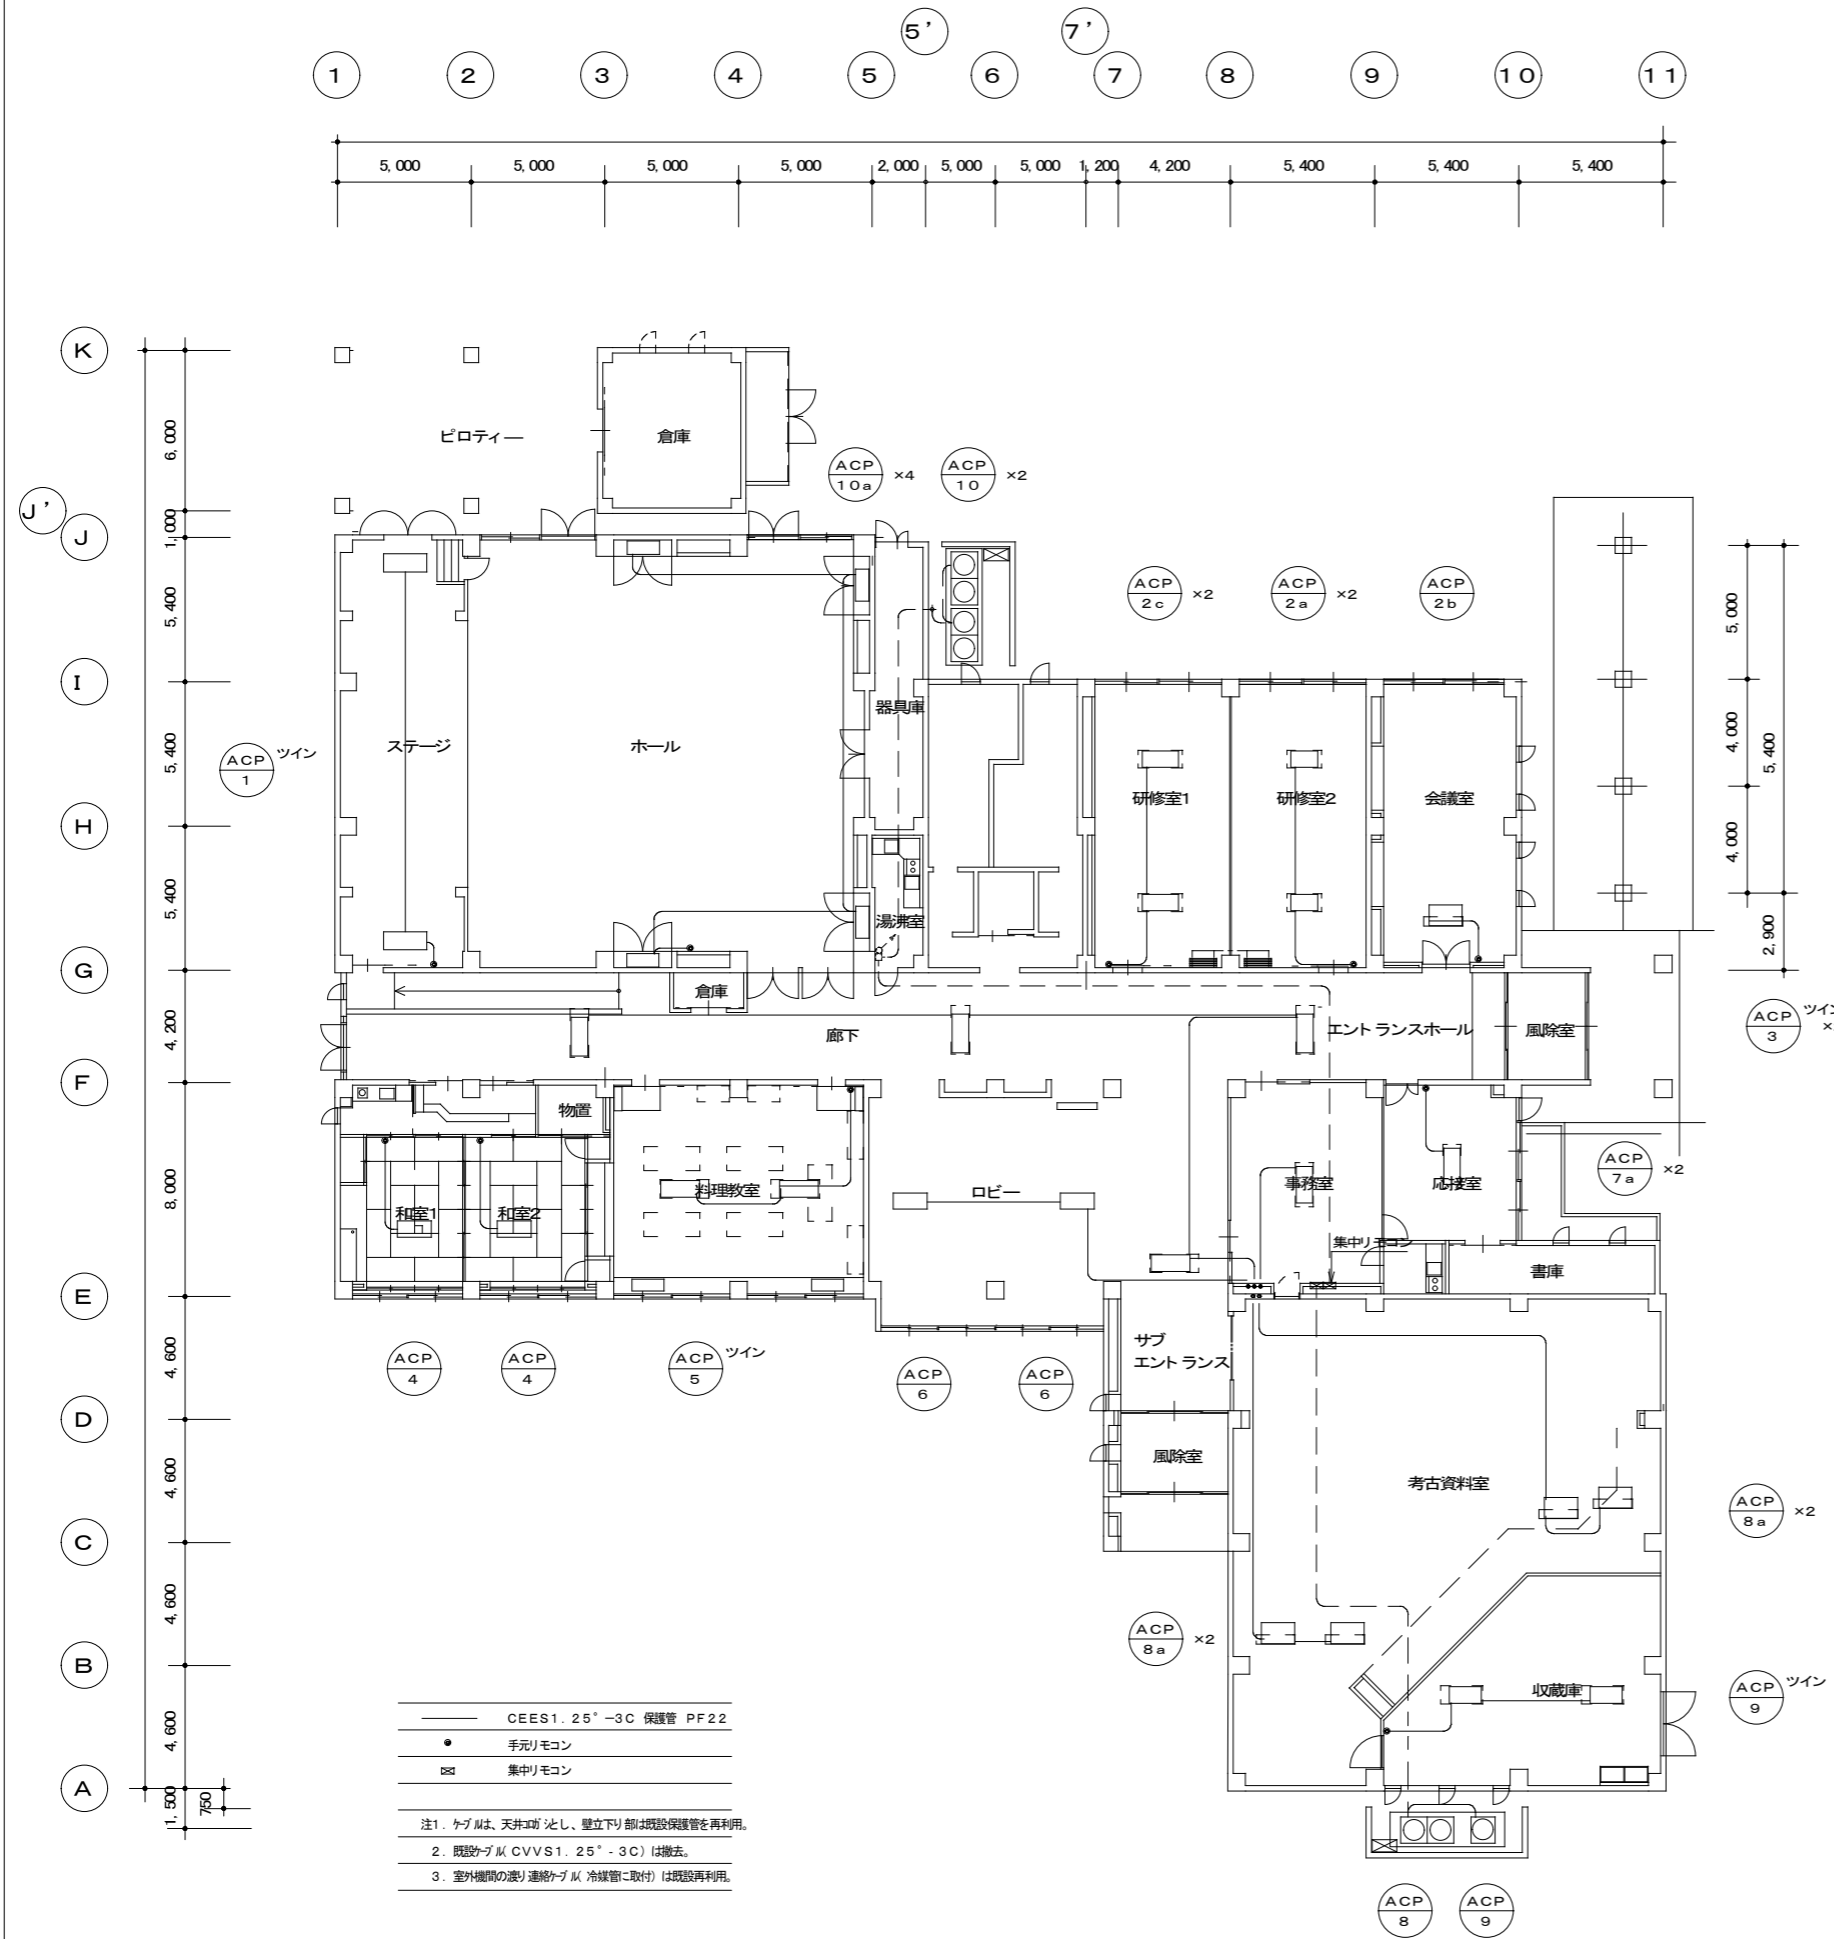 5’ 7’
1 2 3 4 5 6 7 8 9 10 11
5,000 5,000 5,000 5,000 2,000 5,000 5,000 1,200 4,200 5,400 5,400 5,400
K
6,000
ピロティー
倉庫
ACP 10a ×4
ACP 10 ×2
J’
1,000
J
5,400
ACP 2c ×2
ACP 2a ×2
ACP 2b
5,000
I
器具庫
5,400
ステージ
ホール
ACP 1 ツイン
4,000
5,400
研修室1
研修室2
会議室
H
4,000
5,400
湯沸室
2,900
G
倉庫
4,200
廊下
エントランスホール
風除室
ACP 3 ツイン
F
物置
8,000
和室1
和室2
料理教室
ロビー
事務室
応接室
ACP 7a ×2
集中リモコン
書庫
E
4,600
ACP 4
ACP 4
ACP 5 ツイン
ACP 6
ACP 6
サブ
エントランス
D
4,600
風除室
考古資料室
ACP 8a ×2
C
4,600
ACP 8a ×2
B
収蔵庫
ACP 9 ツイン
4,600
A
1,500
750
CEES1.25°−3C 保護管 PF22
手元リモコン
集中リモコン
注1. ケーブルは、天井コロガシとし、壁立下り部は既設保護管を再利用。
2. 既設ケーブル(CVVS1.25°-3C)は撤去。
3. 室外機間の渡り連絡ケーブル(冷媒管に取付)は既設再利用。
ACP 8
ACP 9